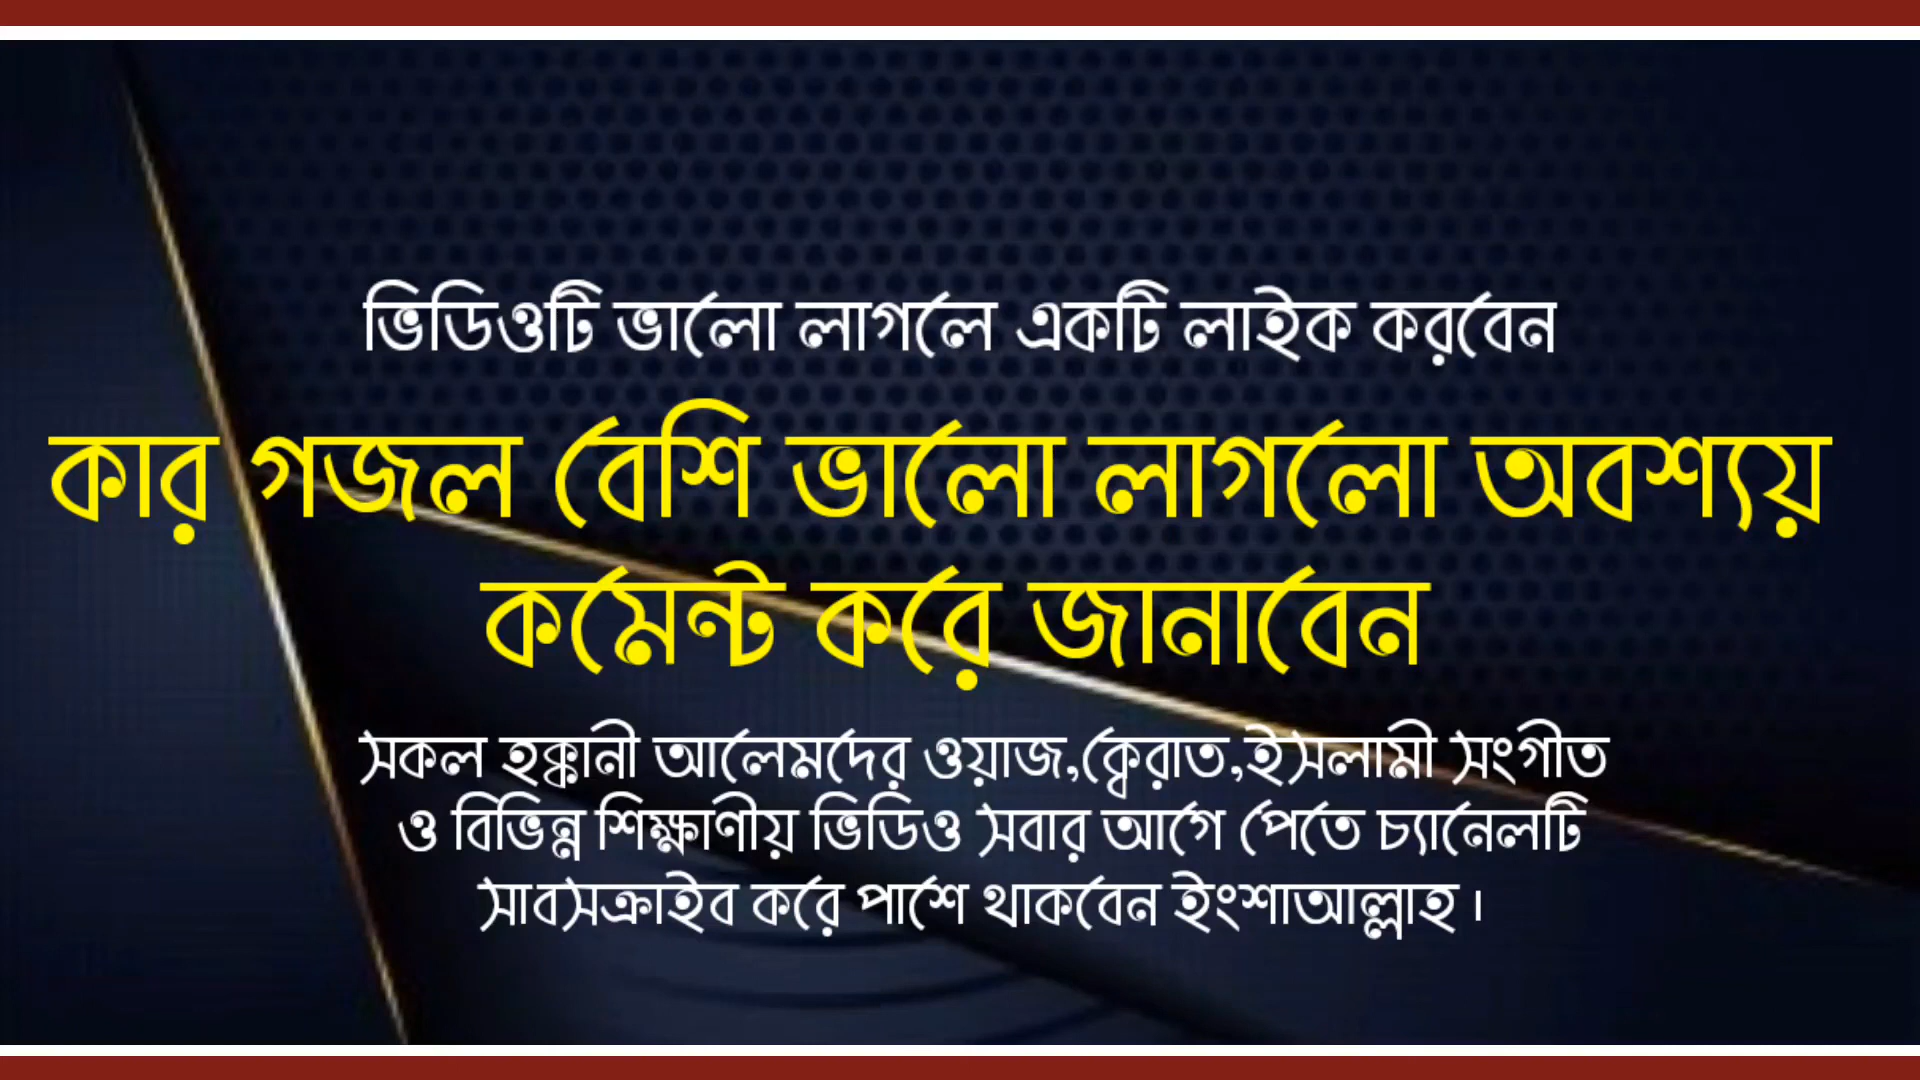 ভিডিওটি ভালো লাগলে একটি লাইক করবেন
কার গজল বেশি ভালো লাগলো অবশ্যয়
কমেন্ট করে জানাবেন
সকল হক্কানী আলেমদের ওয়াজ,ক্বেরাত,ইসলামী সংগীত
ও বিভিন্ন শিক্ষাণীয় ভিডিও সবার আগে পেতে চ্যানেলটি
সাবসক্রাইব করে পাশে থাকবেন ইংশাআল্লাহ।